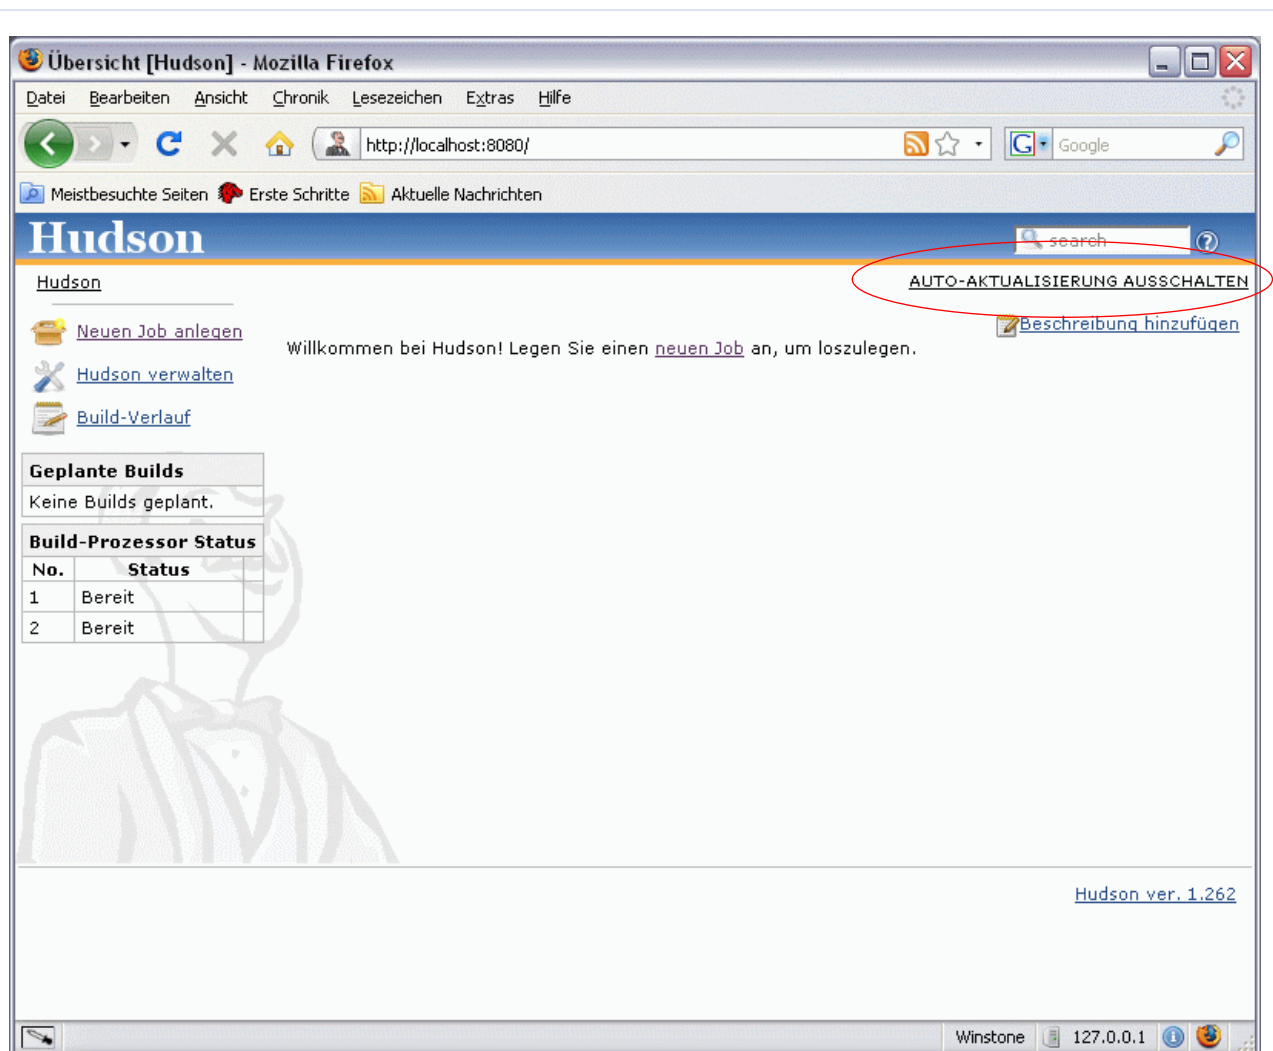 Übersicht [Hudson] - Mozilla Firefox
Datei Bearbeiten Ansicht Chronik Lesezeichen Extras Hilfe
http://localhost:8080/
G Google
Meistbesuchte Seiten Erste Schritte Aktuelle Nachrichten
Hudson
search
Hudson
AUTO-AKTUALISIERUNG AUSSCHALTEN
Neuen Job anlegen
Beschreibung hinzufügen
Willkommen bei Hudson! Legen Sie einen neuen Job an, um loszulegen.
Hudson verwalten
Build-Verlauf
Geplante Builds
Keine Builds geplant.
Build-Prozessor Status
No. Status
1 Bereit
2 Bereit
Hudson ver. 1.262
Winstone 127.0.0.1